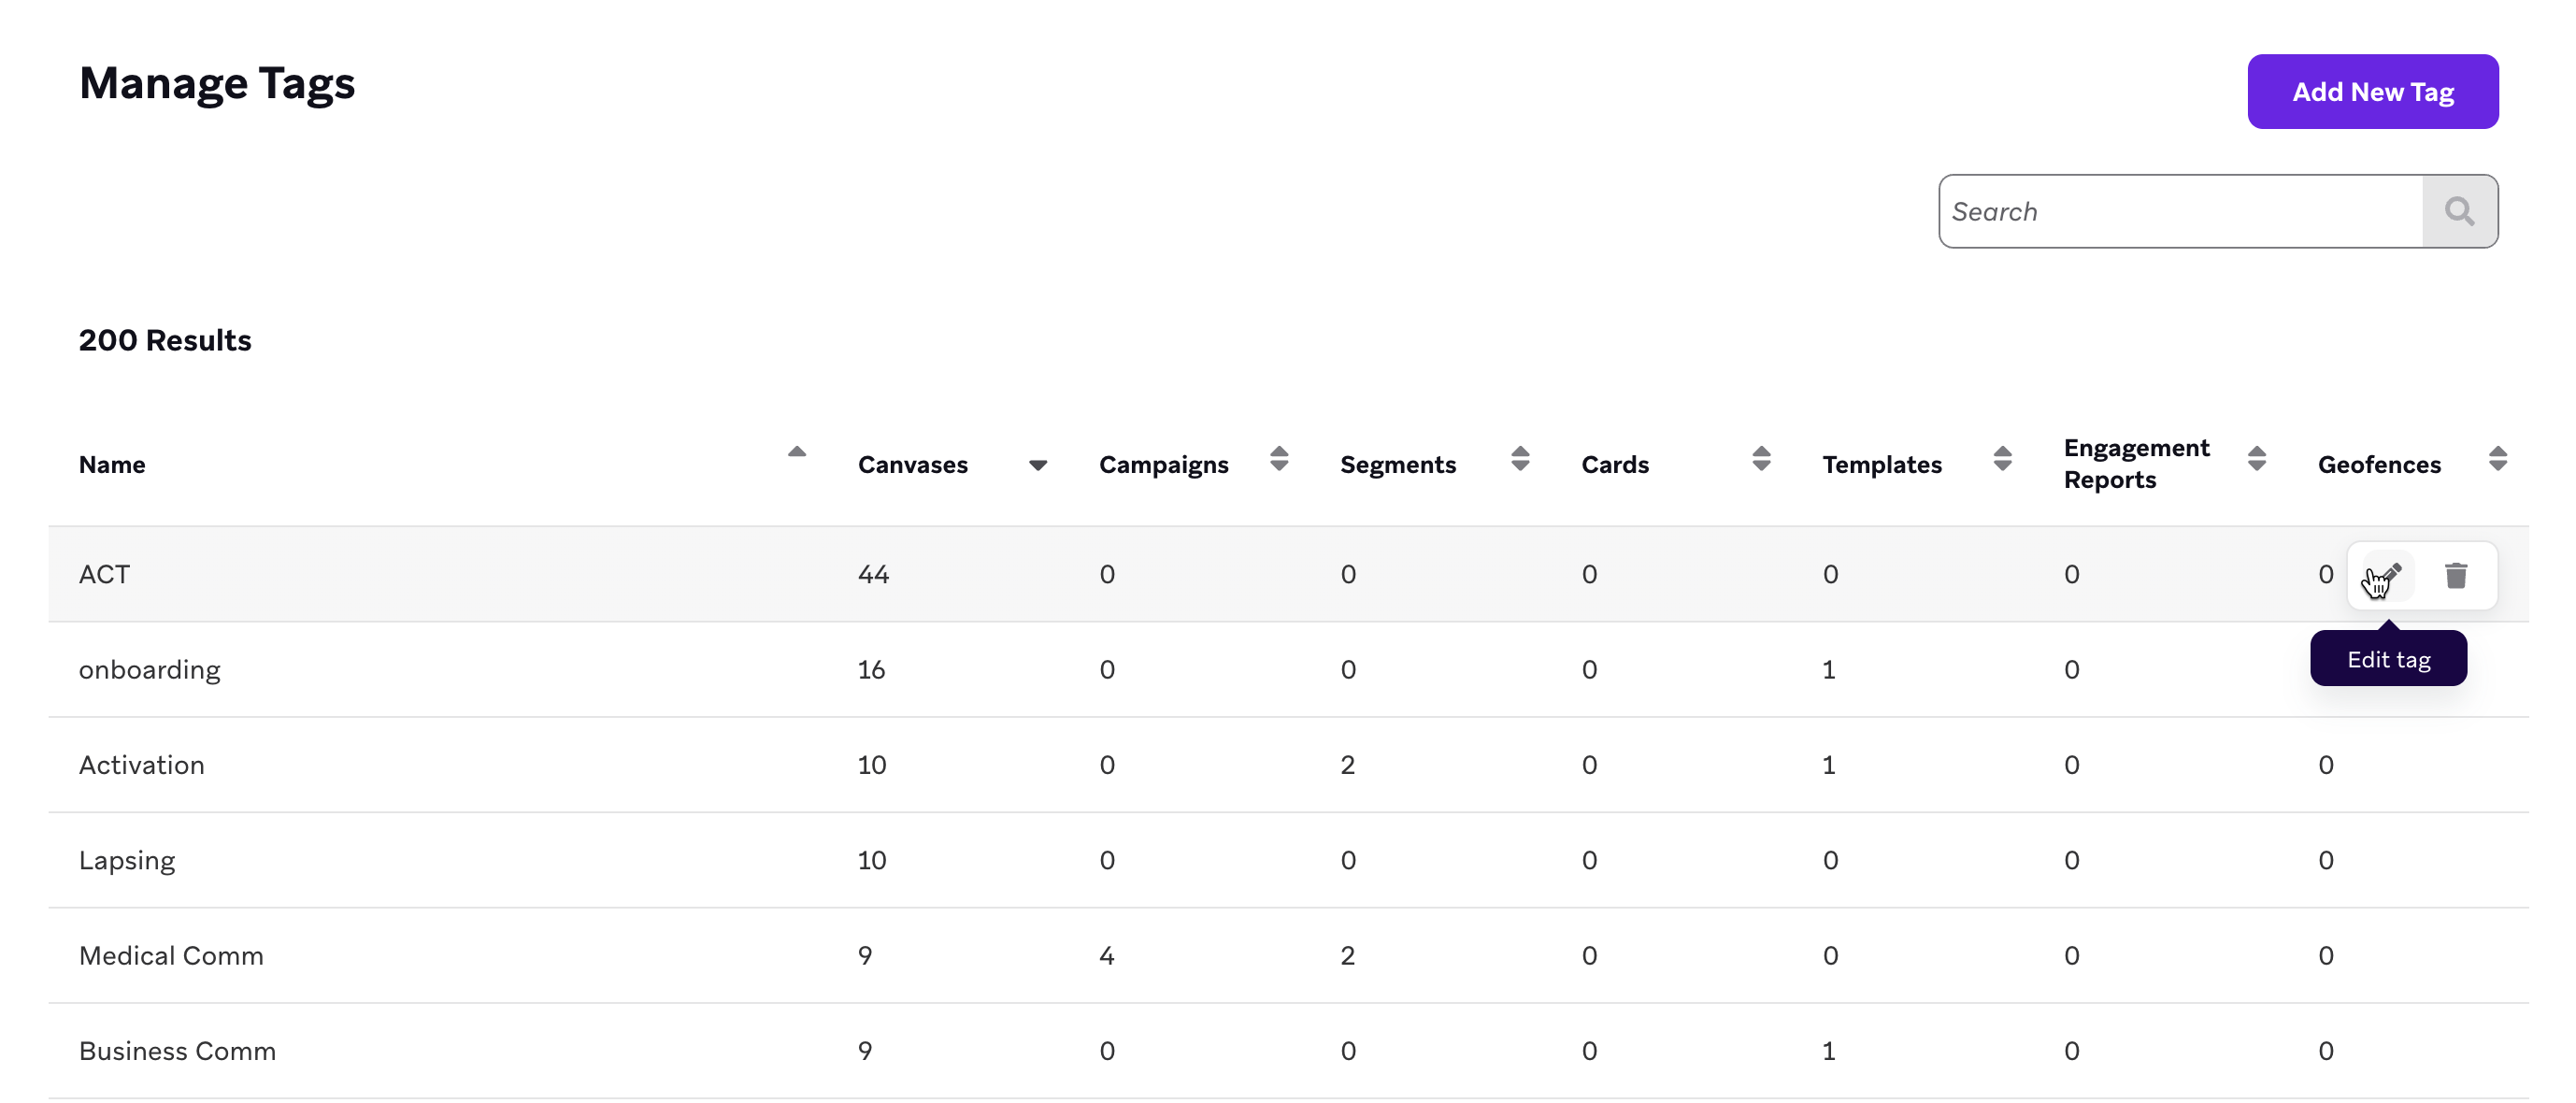 Manage Tags
Add New Tag
Search
200 Results
Name Canvases Campaigns Segments Cards Templates Engagement Reports Geofences
ACT 44 0 0 0 0 0 0
Edit tag
onboarding 16 0 0 0 1 0
Activation 10 0 2 0 1 0 0
Lapsing 10 0 0 0 0 0 0
Medical Comm 9 4 2 0 0 0 0
Business Comm 9 0 0 0 1 0 0